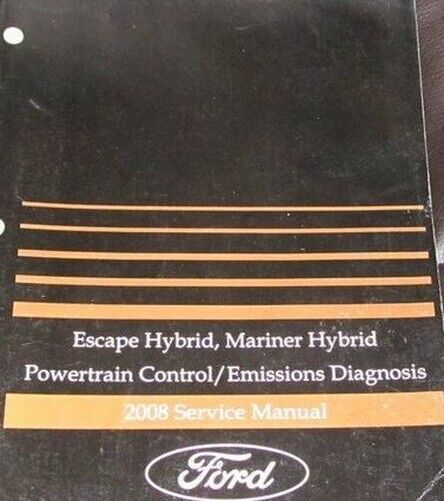 Escape Hybrid, Mariner Hybrid
Powertrain Control/Emissions Diagnosis
2008 Service Manual
Ford